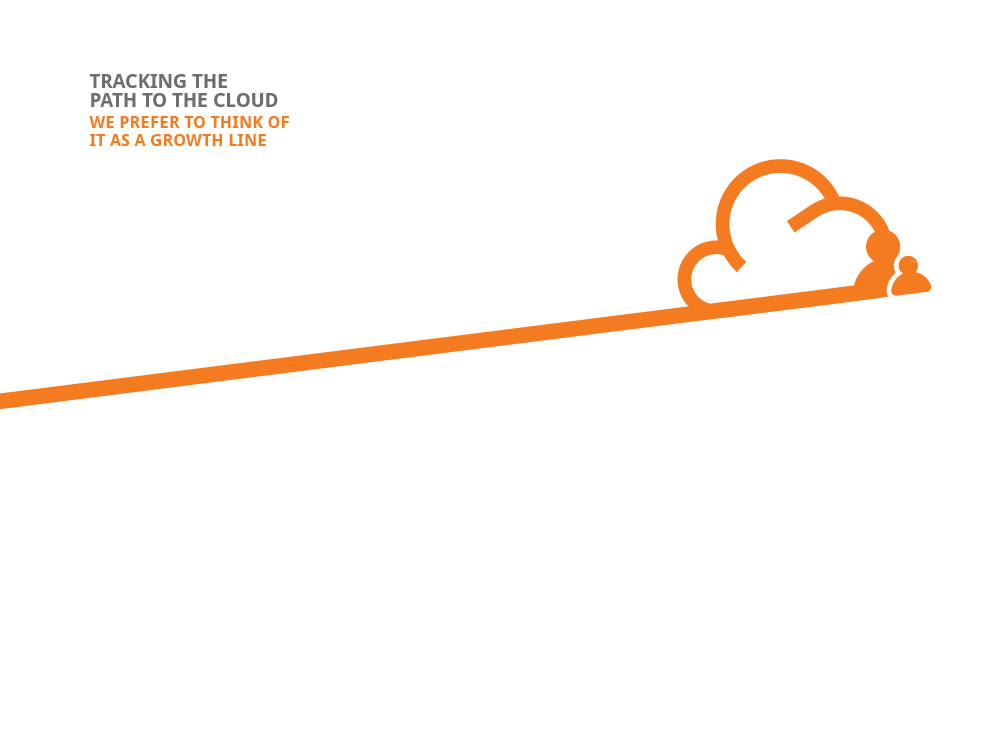 TRACKING THE
PATH TO THE CLOUD
WE PREFER TO THINK OF
IT AS A GROWTH LINE